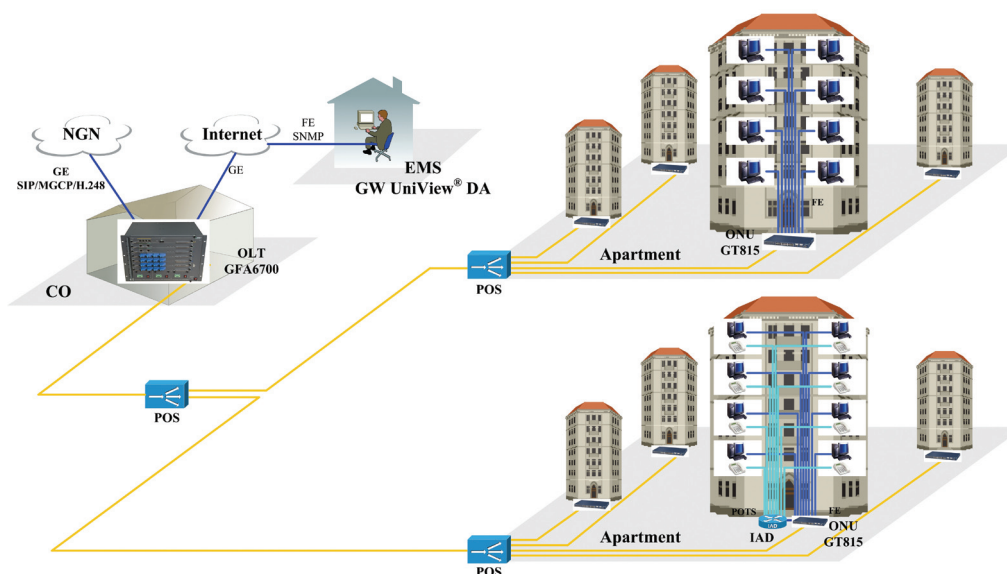 NGN
Internet
FE
SNMP
EMS
GW UniView® DA
GE
GE
SIP/MGCP/H.248
OLT
GFA6700
CO
POS
POS
Apartment
FE
ONU
GT815
POS
Apartment
POTS
IAD
IAD
FE
ONU
GT815